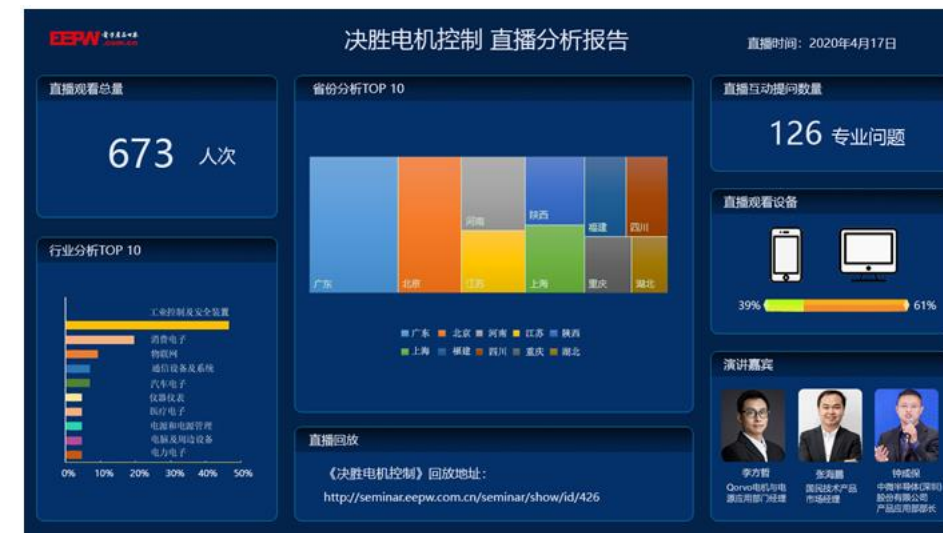 EEPW 电子产品世界
.com.cn
决胜电机控制 直播分析报告
直播时间：2020年4月17日
直播观看总量
673 人次
行业分析TOP 10
工业控制及安全装置
消费电子
物联网
通信设备及系统
汽车电子
仪器仪表
医疗电子
电源和电源管理
电脑及周边设备
电力电子
0% 10% 20% 30% 40% 50%
省份分析TOP 10
广东
北京
河南
江苏
陕西
上海
福建
四川
重庆
湖北
广东 北京 河南 江苏 陕西
上海 福建 四川 重庆 湖北
直播回放
《决胜电机控制》回放地址：
http://seminar.eepw.com.cn/seminar/show/id/426
直播互动提问数量
126 专业问题
直播观看设备
39%
61%
演讲嘉宾
李方哲
Qorvo电机与电
源应用部门经理
张海鹏
国民技术产品
市场经理
钟成保
中微半导体(深圳)
股份有限公司
产品应用部部长